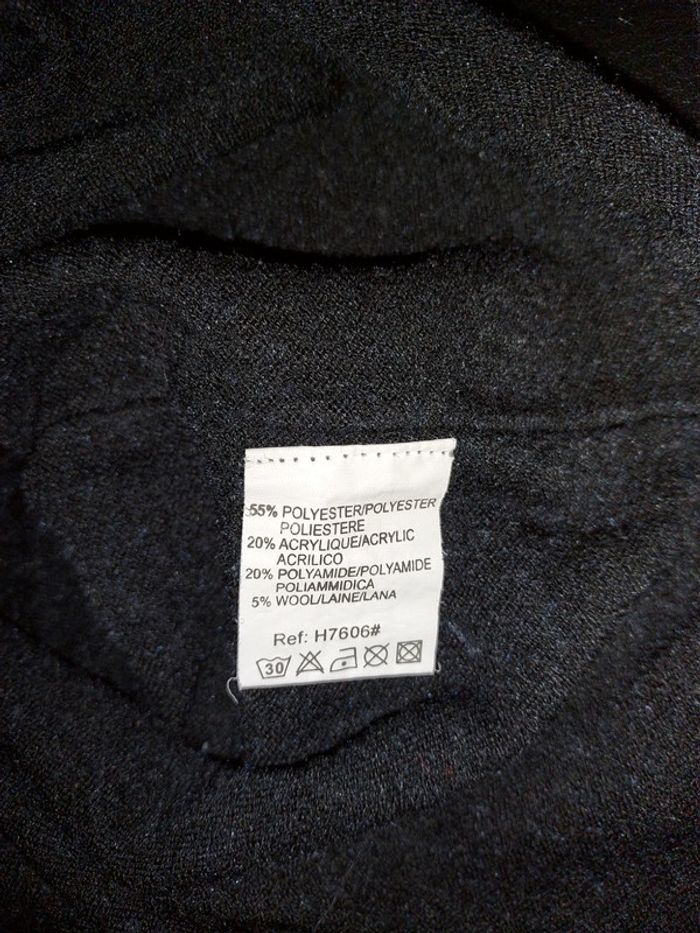 55% POLYESTER/POLYESTER
POLIESTERE
20% ACRYLIQUE/ACRYLIC
ACRILICO
20% POLYAMIDE/POLYAMIDE
POLIAMMIDICA
5% WOOL/LAINE/LANA
Ref: H7606#
30